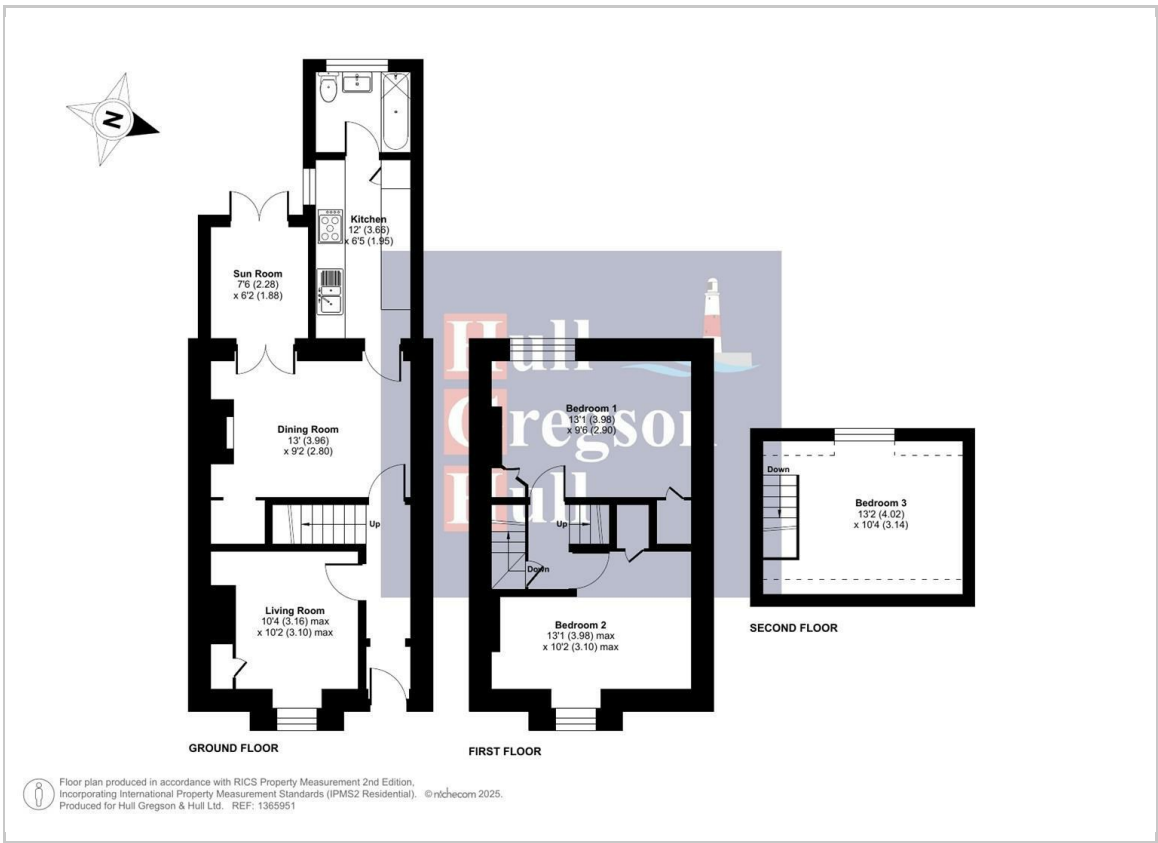 N
Kitchen
12' (3.66)
x 6'5 (1.95)
Sun Room
7'6 (2.28)
x 6'2 (1.88)
Dining Room
13' (3.96)
x 9'2 (2.80)
Up
Living Room
10'4 (3.16) max
x 10'2 (3.10) max
GROUND FLOOR
Hull
Gregson
Hull
Bedroom 1
13'1 (3.98)
x 9'6 (2.90)
Up
Down
Bedroom 2
13'1 (3.98) max
x 10'2 (3.10) max
FIRST FLOOR
Down
Bedroom 3
13'2 (4.02)
x 10'4 (3.14)
SECOND FLOOR
Floor plan produced in accordance with RICS Property Measurement 2nd Edition,
Incorporating International Property Measurement Standards (IPMS2 Residential). © nichecom 2025.
Produced for Hull Gregson & Hull Ltd. REF: 1365951